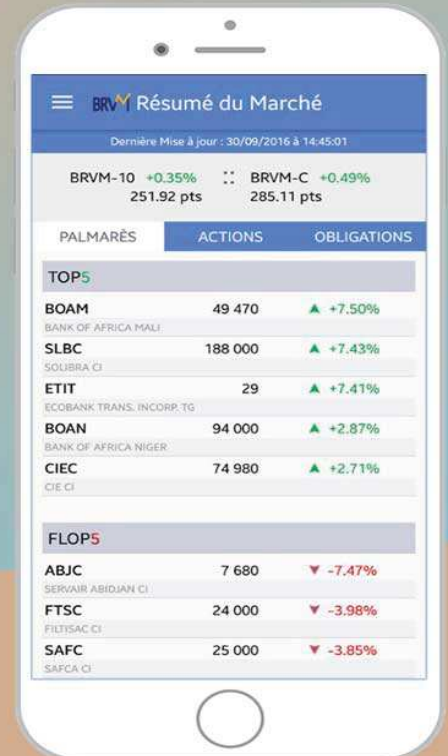 BRVM Résumé du Marché
Dernière Mise à jour : 30/09/2016 à 14:45:01
BRVM-10 +0.35% :: BRVM-C +0.49%
251.92 pts 285.11 pts
PALMARÈS ACTIONS OBLIGATIONS
TOP5
BOAM 49 470 ▲ +7.50%
BANK OF AFRICA MALI
SLBC 188 000 ▲ +7.43%
SOLIBRA CI
ETIT 29 ▲ +7.41%
ECOBANK TRANS. INCORP. TG
BOAN 94 000 ▲ +2.87%
BANK OF AFRICA NIGER
CIEC 74 980 ▲ +2.71%
CIE CI
FLOP5
ABJC 7 680 ▼ -7.47%
SERVAIR ABIDJAN CI
FTSC 24 000 ▼ -3.98%
FILTISAC CI
SAFC 25 000 ▼ -3.85%
SAFCA CI